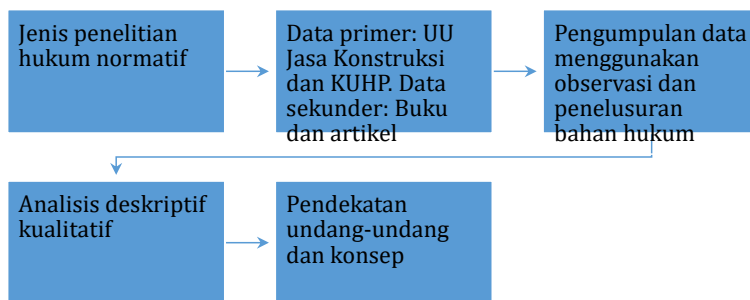 Jenis penelitian
hukum normatif
Data primer: UU
Jasa Konstruksi
dan KUHP. Data
sekunder: Buku
dan artikel
Pengumpulan data
menggunakan
observasi dan
penelusuran
bahan hukum
Analisis deskriptif
kualitatif
Pendekatan
undang-undang
dan konsep